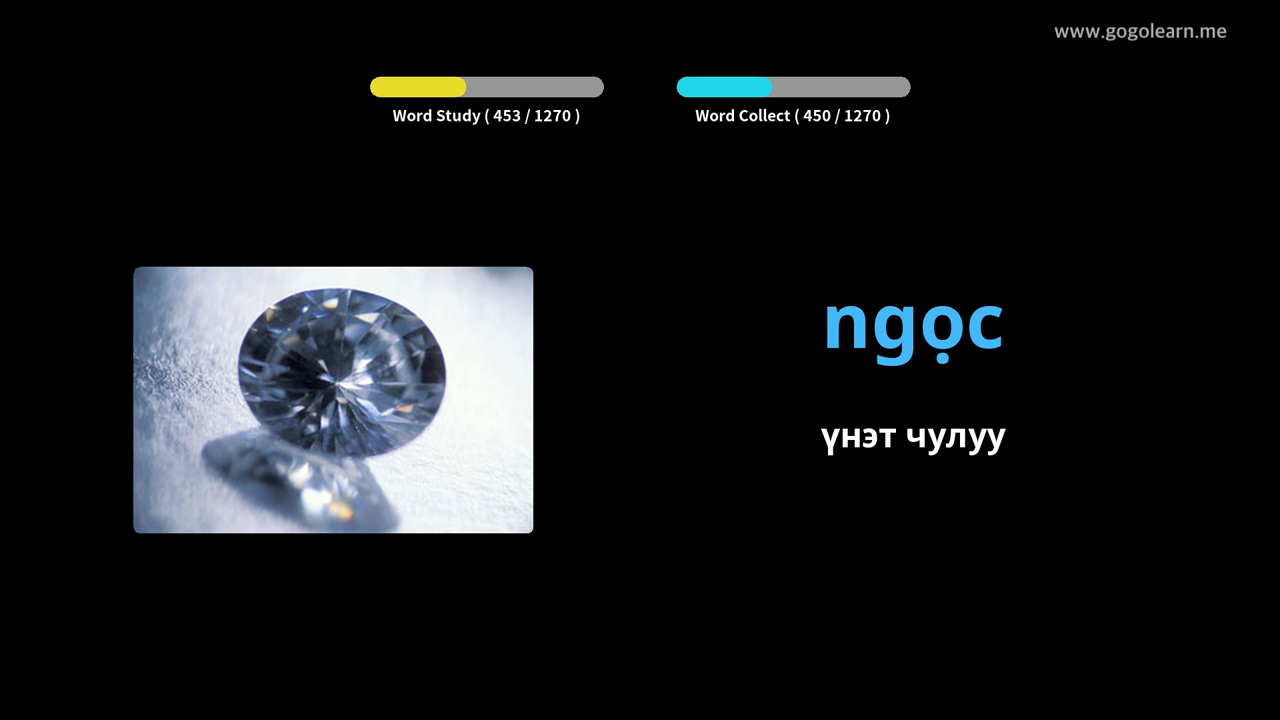 www.gogolearn.me
Word Study ( 453 / 1270 )
Word Collect ( 450 / 1270 )
ngọc
үнэт чулуу